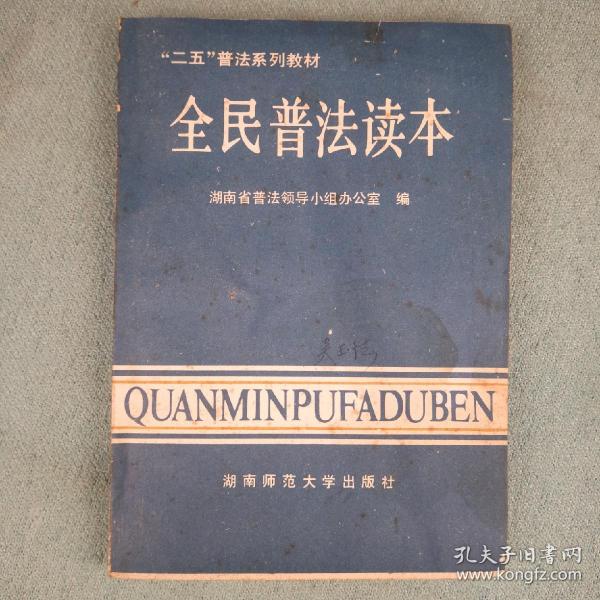 “二五”普法系列教材
全民普法读本
湖南省普法领导小组办公室 编
QUANMINPUFADUBEN
湖南师范大学出版社
孔夫子旧書网
www.kongfz.com